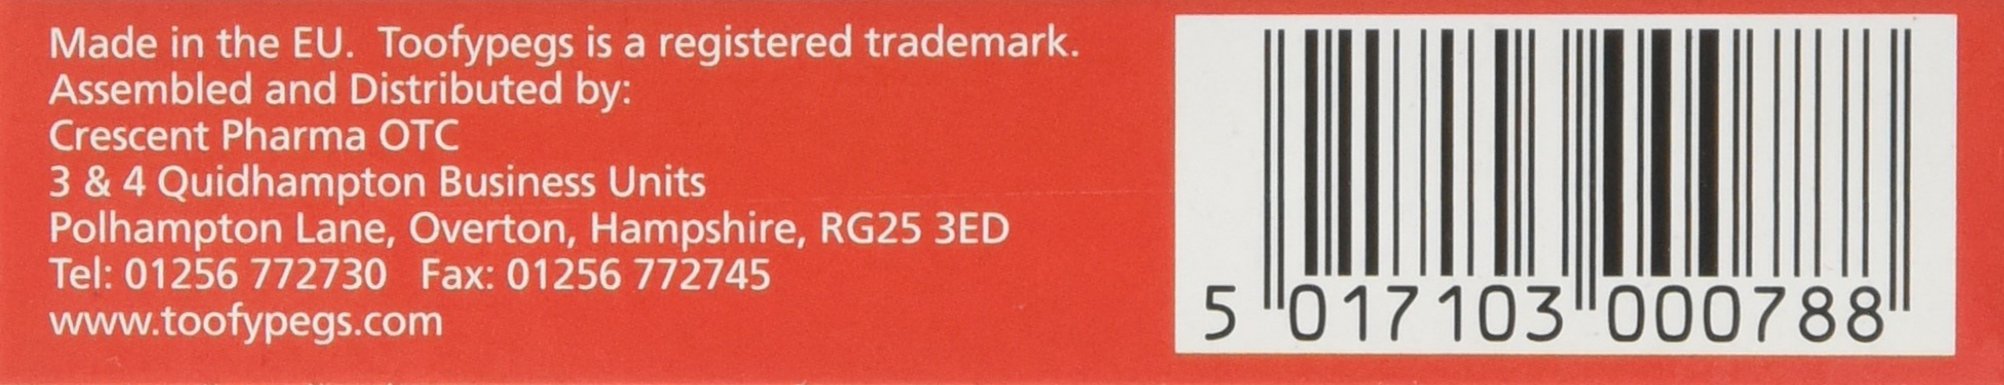 Made in the EU. Toofypegs is a registered trademark.
Assembled and Distributed by:
Crescent Pharma OTC
3 & 4 Quidhampton Business Units
Polhampton Lane, Overton, Hampshire, RG25 3ED
Tel: 01256 772730 Fax: 01256 772745
www.toofypegs.com
5 017103 000788